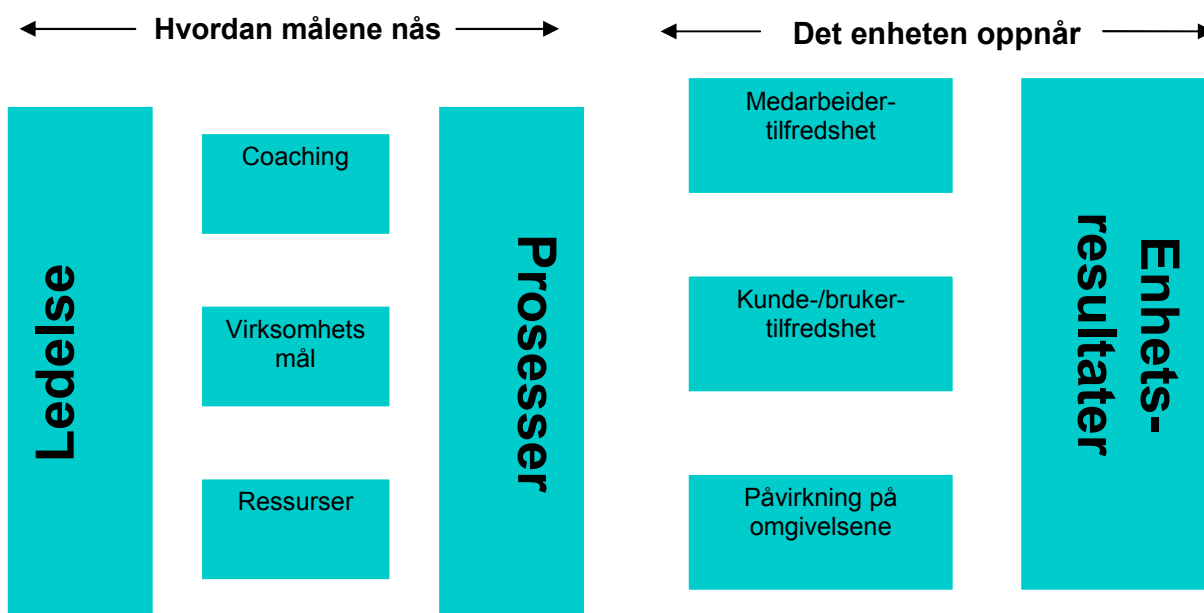 Hvordan målene nås
Det enheten oppnår
Ledelse
Coaching
Virksomhets
mål
Ressurser
Prosesser
Medarbeider-
tilfredshet
Kunde-/bruker-
tilfredshet
Påvirkning på
omgivelsene
Enhets-
resultater